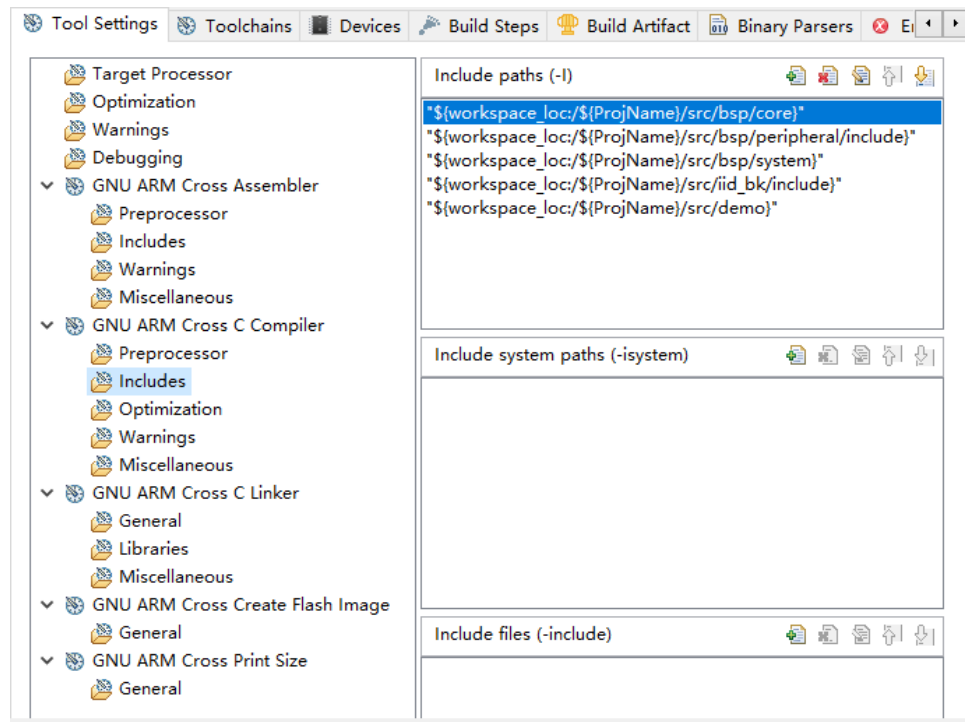 Tool Settings Toolchains Devices Build Steps Build Artifact Binary Parsers
Target Processor
Optimization
Warnings
Debugging
GNU ARM Cross Assembler
Preprocessor
Includes
Warnings
Miscellaneous
GNU ARM Cross C Compiler
Preprocessor
Includes
Optimization
Warnings
Miscellaneous
GNU ARM Cross C Linker
General
Libraries
Miscellaneous
GNU ARM Cross Create Flash Image
General
GNU ARM Cross Print Size
General
Include paths (-I)
"${workspace_loc:/${ProjName}/src/bsp/core}"
"${workspace_loc:/${ProjName}/src/bsp/peripheral/include}"
"${workspace_loc:/${ProjName}/src/bsp/system}"
"${workspace_loc:/${ProjName}/src/iid_bk/include}"
"${workspace_loc:/${ProjName}/src/demo}"
Include system paths (-isystem)
Include files (-include)